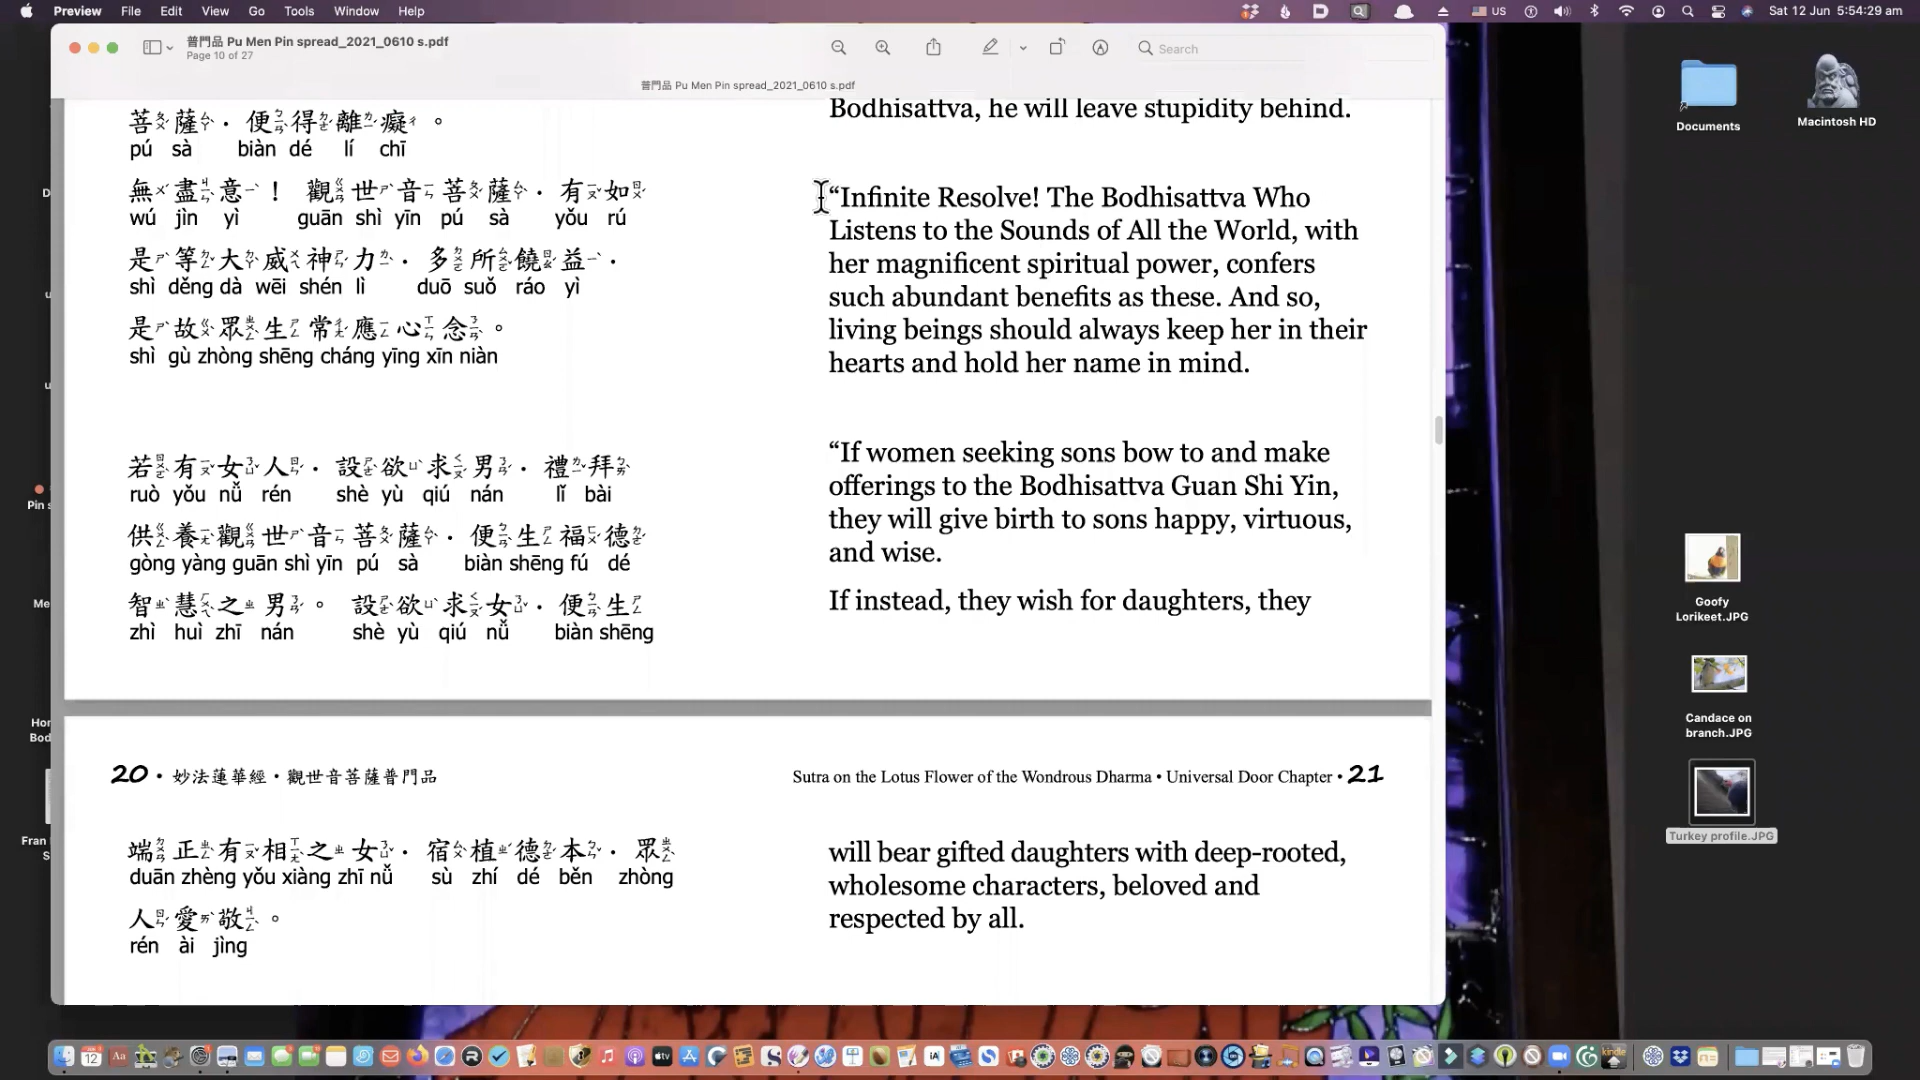 Preview File Edit View Go Tools Window Help
US Sat 12 Jun 5:54:29 am
普門品 Pu Men Pin spread_2021_0610 s.pdf
Page 10 of 27
Search
普門品 Pu Men Pin spread_2021_0610 s.pdf
菩薩・便得離癡。
pú sà biàn dé lí chī
無盡意！觀世音菩薩・有如
wú jìn yì guān shì yīn pú sà yǒu rú
是等大威神力・多所饒益・
shì děng dà wēi shén lì duō suǒ ráo yì
是故眾生常應心念。
shì gù zhòng shēng cháng yīng xīn niàn
若有女人・設欲求男・禮拜
ruò yǒu nǚ rén shè yù qiú nán lǐ bài
供養觀世音菩薩・便生福德
gòng yàng guān shì yīn pú sà biàn shēng fú dé
智慧之男。設欲求女・便生
zhì huì zhī nán shè yù qiú nǚ biàn shēng
Bodhisattva, he will leave stupidity behind.
“Infinite Resolve! The Bodhisattva Who
Listens to the Sounds of All the World, with
her magnificent spiritual power, confers
such abundant benefits as these. And so,
living beings should always keep her in their
hearts and hold her name in mind.
“If women seeking sons bow to and make
offerings to the Bodhisattva Guan Shi Yin,
they will give birth to sons happy, virtuous,
and wise.
If instead, they wish for daughters, they
20・妙法蓮華經・觀世音菩薩普門品
Sutra on the Lotus Flower of the Wondrous Dharma • Universal Door Chapter • 21
端正有相之女・宿植德本・眾
duān zhèng yǒu xiàng zhī nǚ sù zhí dé běn zhòng
人愛敬。
rén ài jìng
will bear gifted daughters with deep-rooted,
wholesome characters, beloved and
respected by all.
Documents
Macintosh HD
Goofy
Lorikeet.JPG
Candace on
branch.JPG
Turkey profile.JPG
D
u
u
Pin s
Me
Hor
Bod
Fran
S